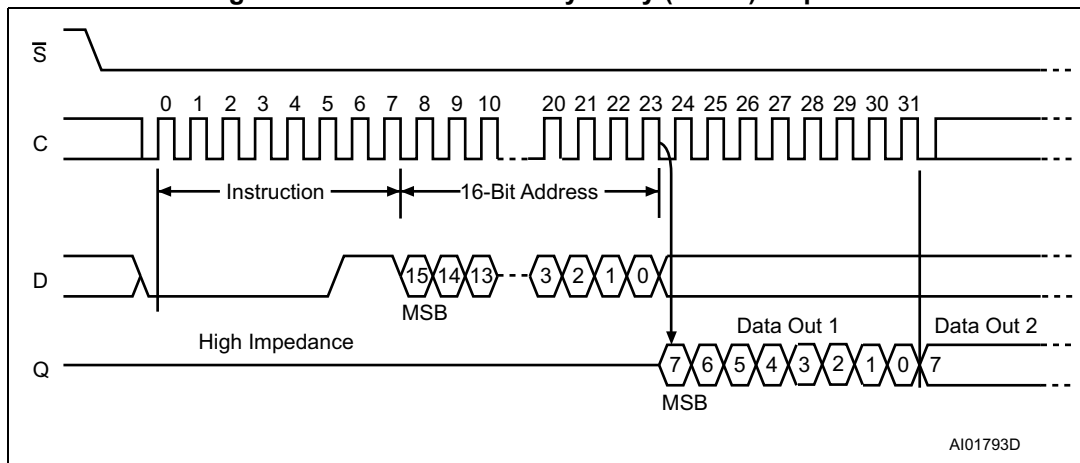 S
0 1 2 3 4 5 6 7 8 9 10 20 21 22 23 24 25 26 27 28 29 30 31
C
Instruction 16-Bit Address
D 15 14 13 3 2 1 0
MSB
High Impedance Data Out 1 Data Out 2
Q 7 6 5 4 3 2 1 0 7
MSB
AI01793D